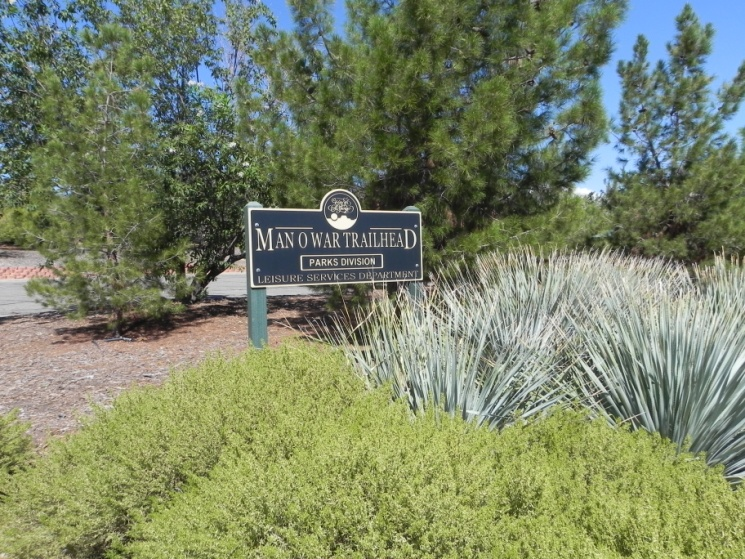 MAN O WAR TRAILHEAD
PARKS DIVISION
LEISURE SERVICES DEPARTMENT